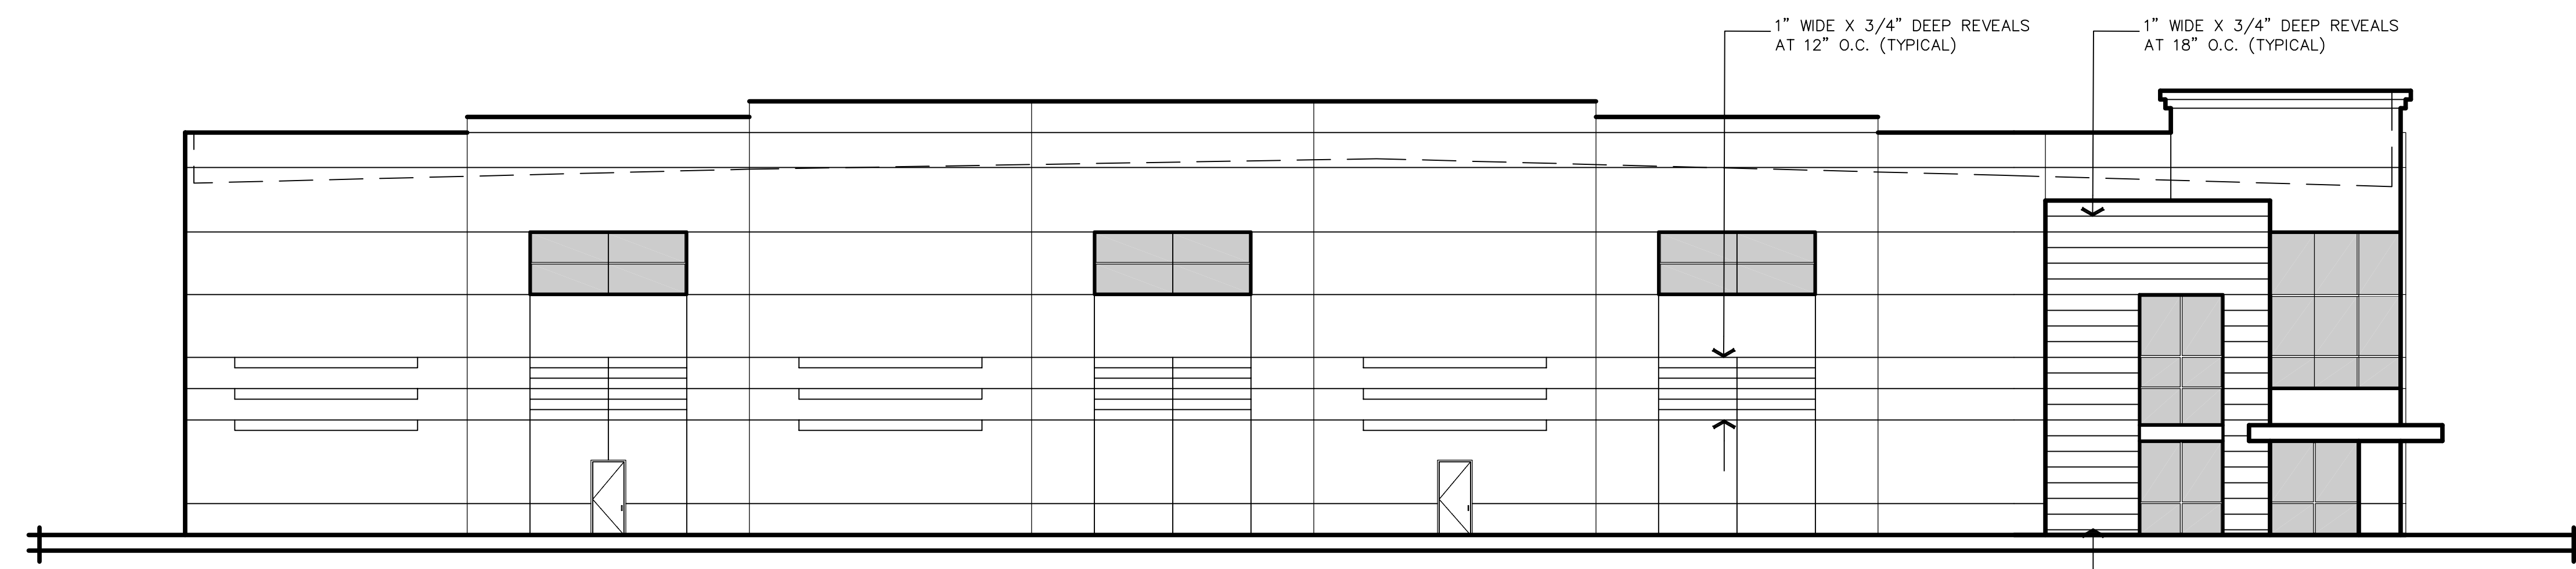 1” WIDE X 3/4” DEEP REVEALS
AT 12” O.C. (TYPICAL)
1” WIDE X 3/4” DEEP REVEALS
AT 18” O.C. (TYPICAL)